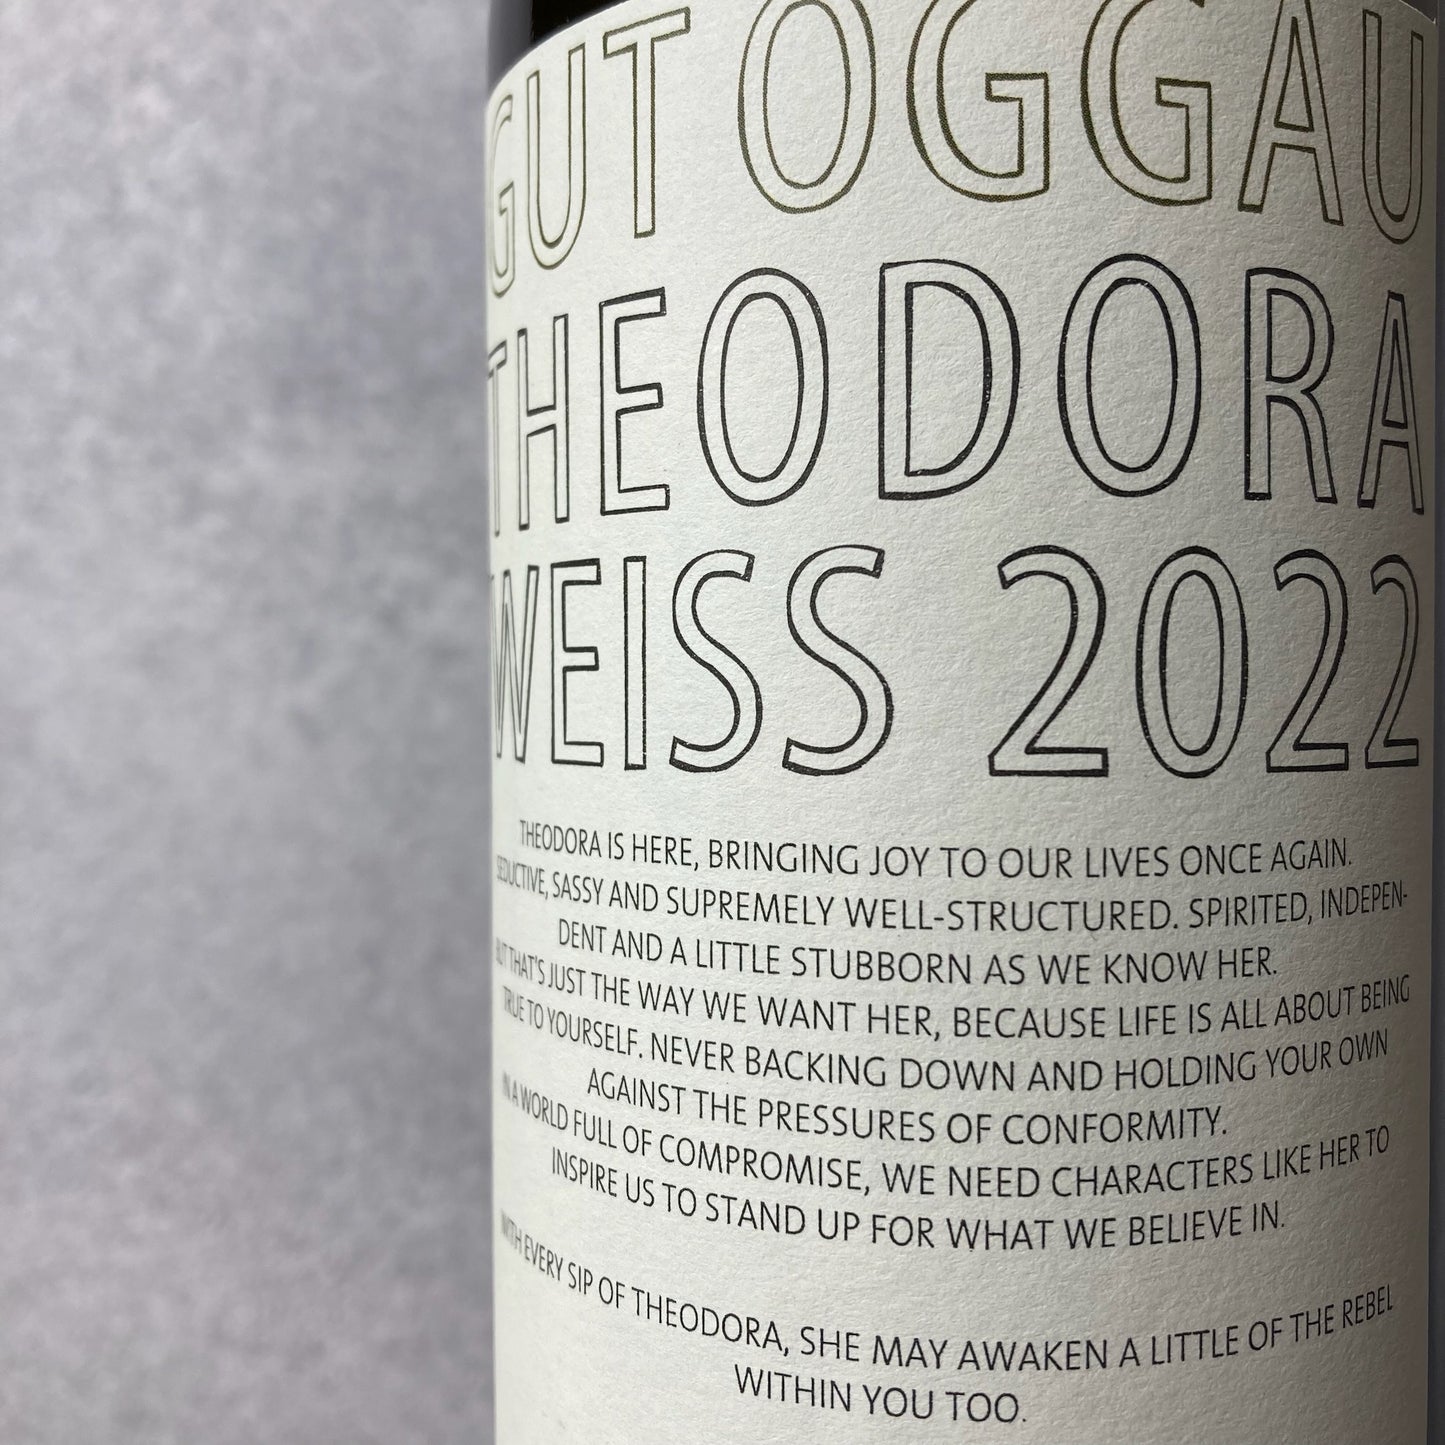 GUT OGGAU
THEODORA
WEISS 2022
THEODORA IS HERE, BRINGING JOY TO OUR LIVES ONCE AGAIN.
SEDUCTIVE, SASSY AND SUPREMELY WELL-STRUCTURED. SPIRITED, INDEPEN-
DENT AND A LITTLE STUBBORN AS WE KNOW HER.
BUT THAT'S JUST THE WAY WE WANT HER, BECAUSE LIFE IS ALL ABOUT BEING
TRUE TO YOURSELF. NEVER BACKING DOWN AND HOLDING YOUR OWN
AGAINST THE PRESSURES OF CONFORMITY.
IN A WORLD FULL OF COMPROMISE, WE NEED CHARACTERS LIKE HER TO
INSPIRE US TO STAND UP FOR WHAT WE BELIEVE IN.
WITH EVERY SIP OF THEODORA, SHE MAY AWAKEN A LITTLE OF THE REBEL
WITHIN YOU TOO.